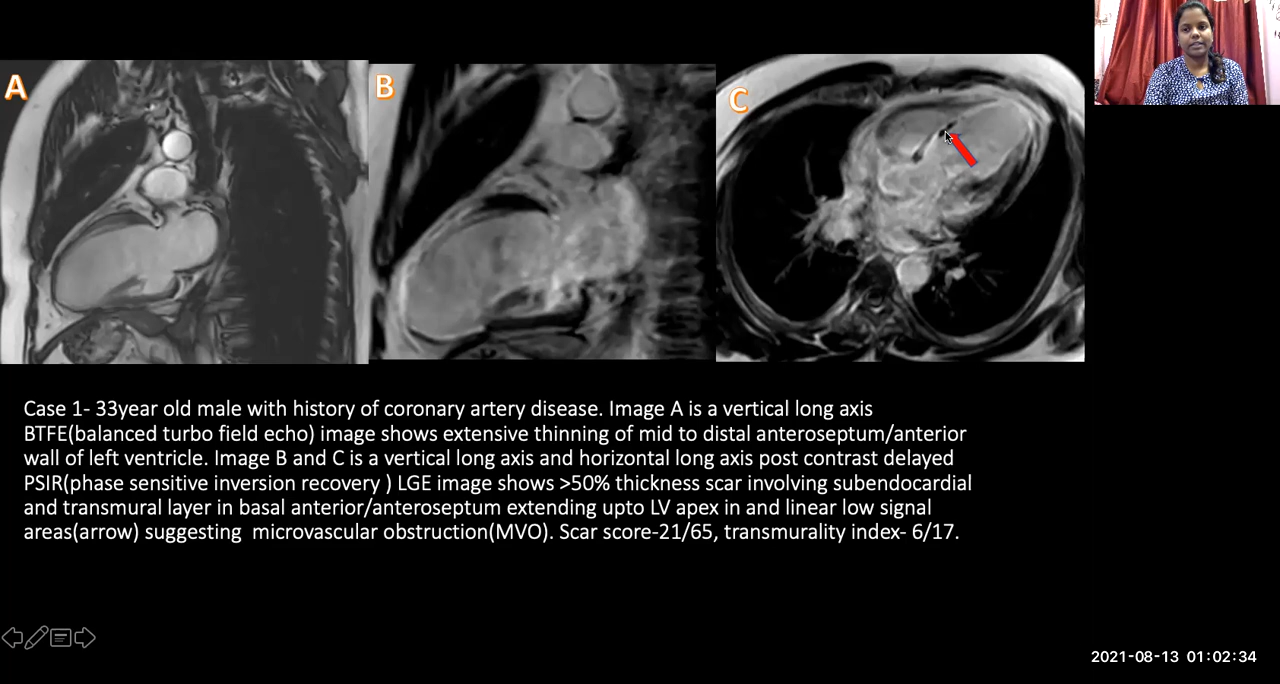 A
B
C
Case 1- 33year old male with history of coronary artery disease. Image A is a vertical long axis
BTFE(balanced turbo field echo) image shows extensive thinning of mid to distal anteroseptum/anterior
wall of left ventricle. Image B and C is a vertical long axis and horizontal long axis post contrast delayed
PSIR(phase sensitive inversion recovery ) LGE image shows >50% thickness scar involving subendocardial
and transmural layer in basal anterior/anteroseptum extending upto LV apex in and linear low signal
areas(arrow) suggesting  microvascular obstruction(MVO). Scar score-21/65, transmurality index- 6/17.
2021-08-13 01:02:34